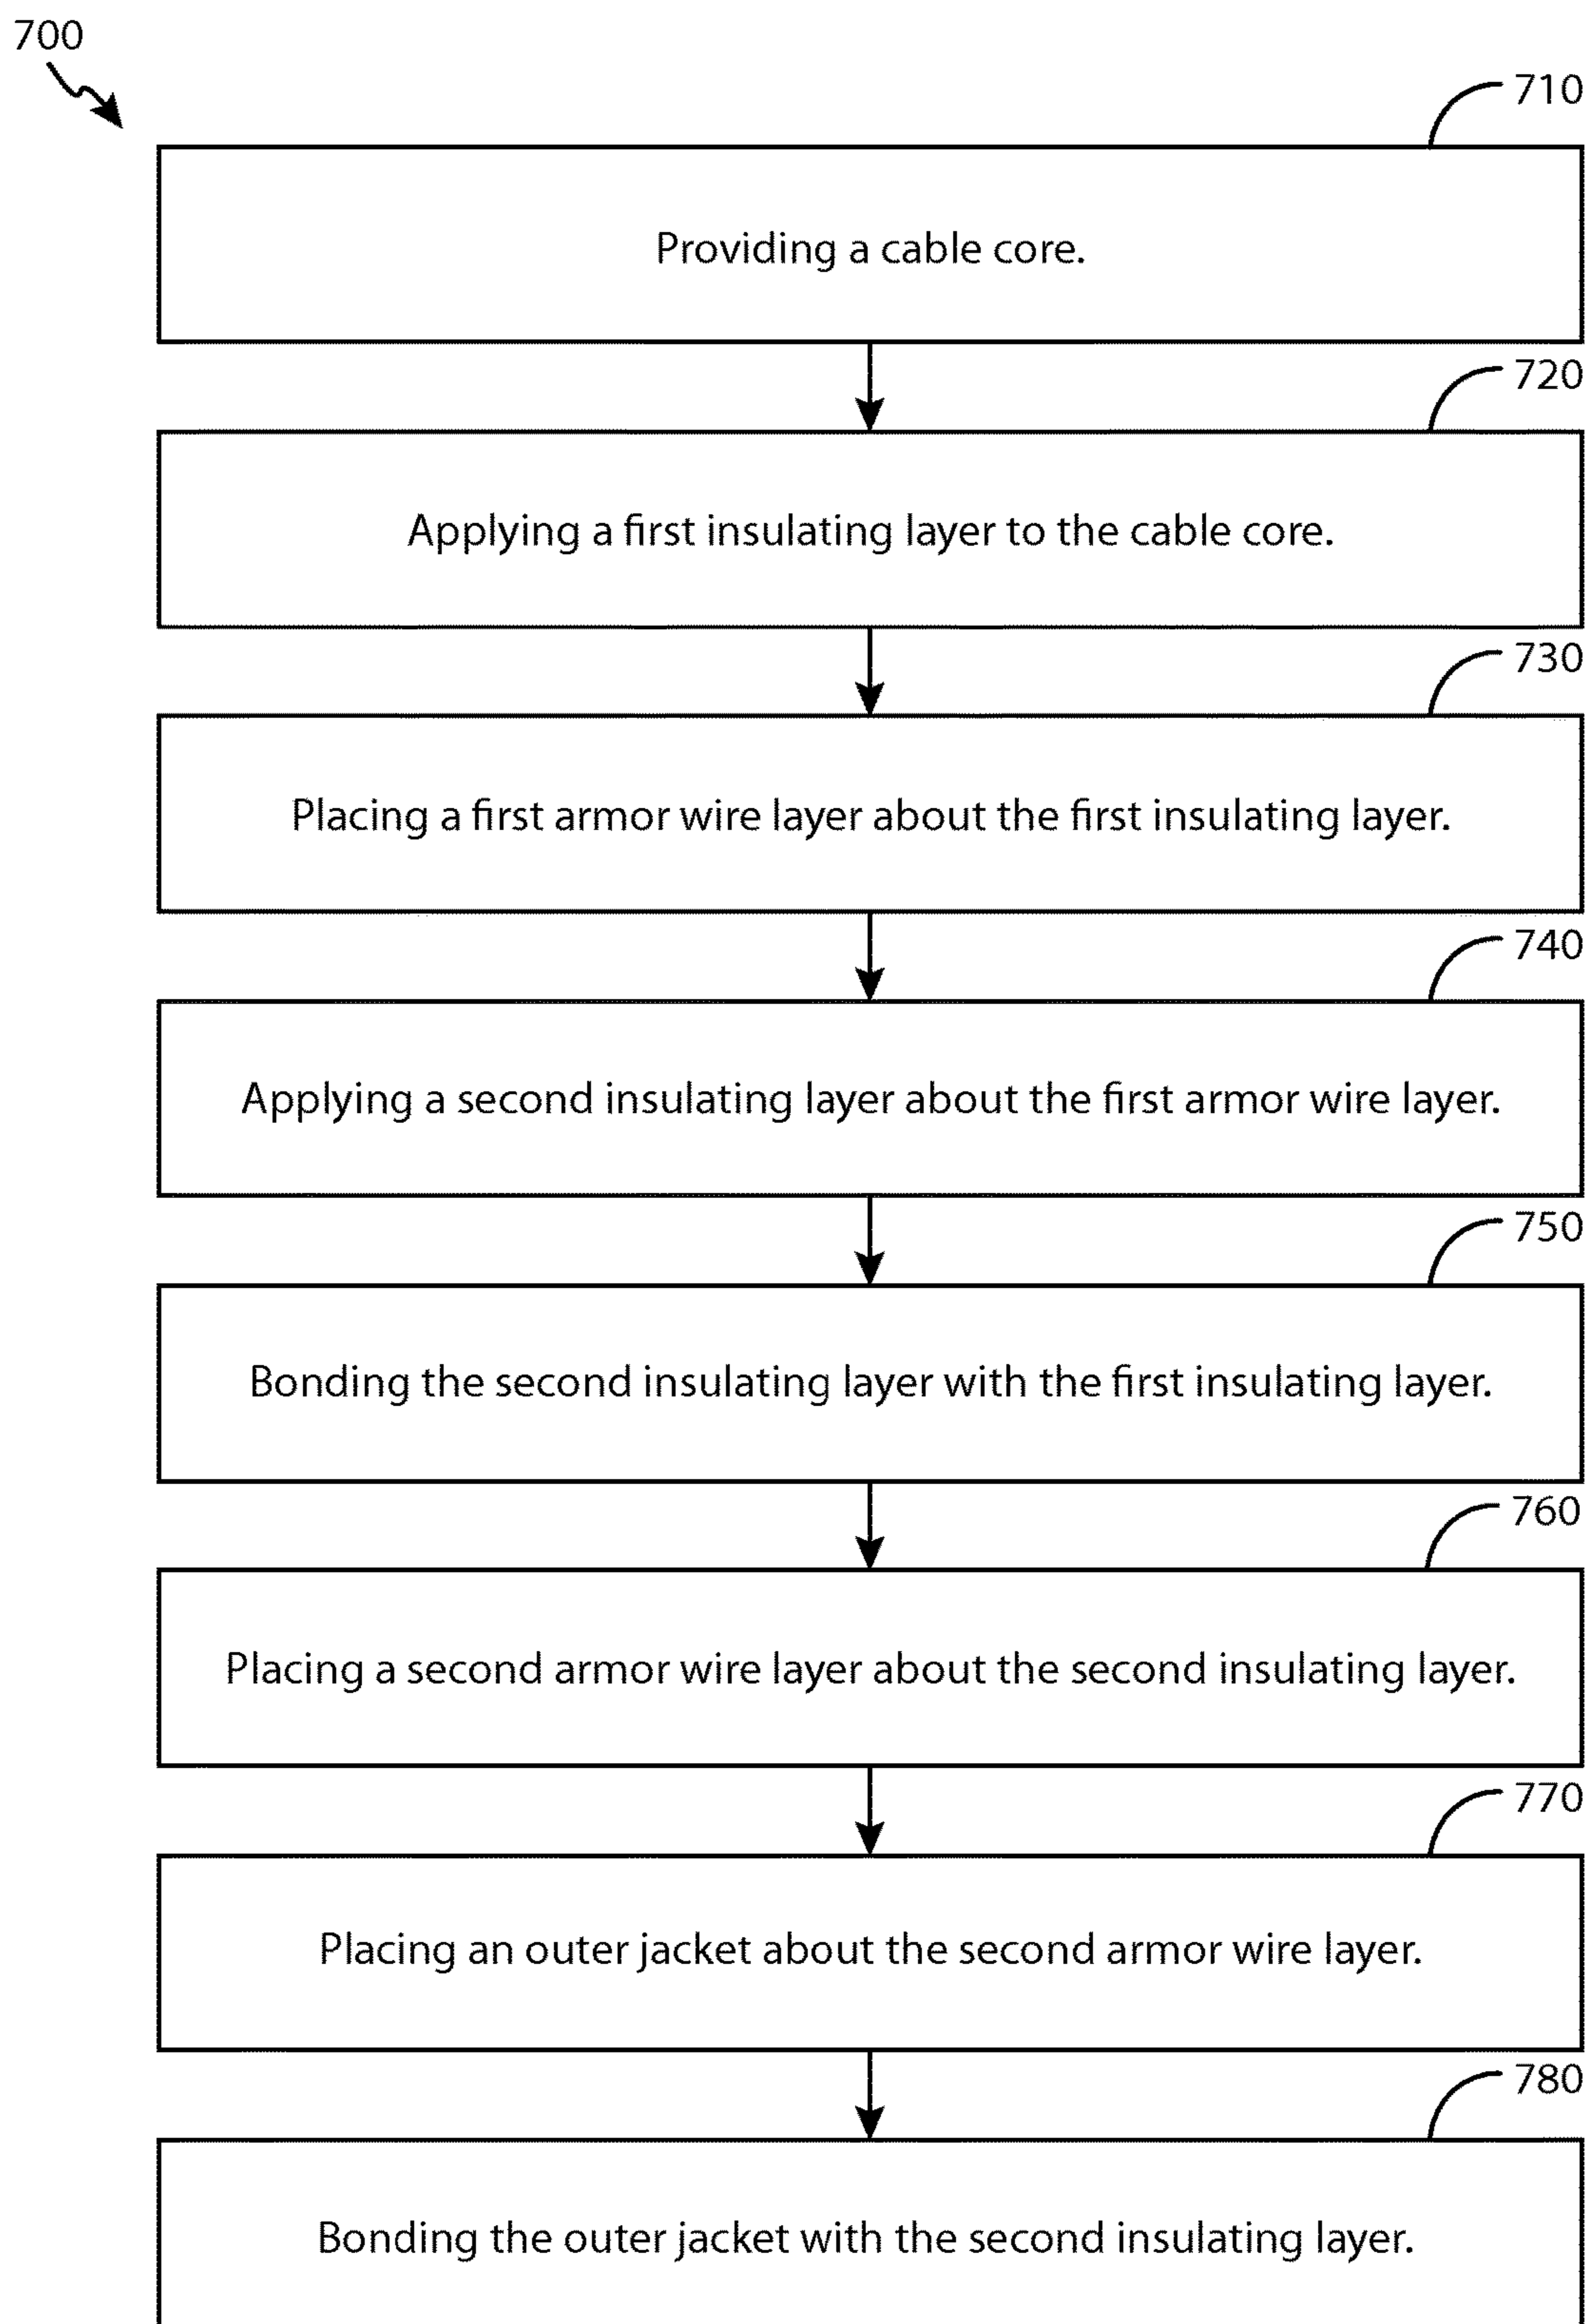 700
710
Providing a cable core.
720
Applying a first insulating layer to the cable core.
730
Placing a first armor wire layer about the first insulating layer.
740
Applying a second insulating layer about the first armor wire layer.
750
Bonding the second insulating layer with the first insulating layer.
760
Placing a second armor wire layer about the second insulating layer.
770
Placing an outer jacket about the second armor wire layer.
780
Bonding the outer jacket with the second insulating layer.